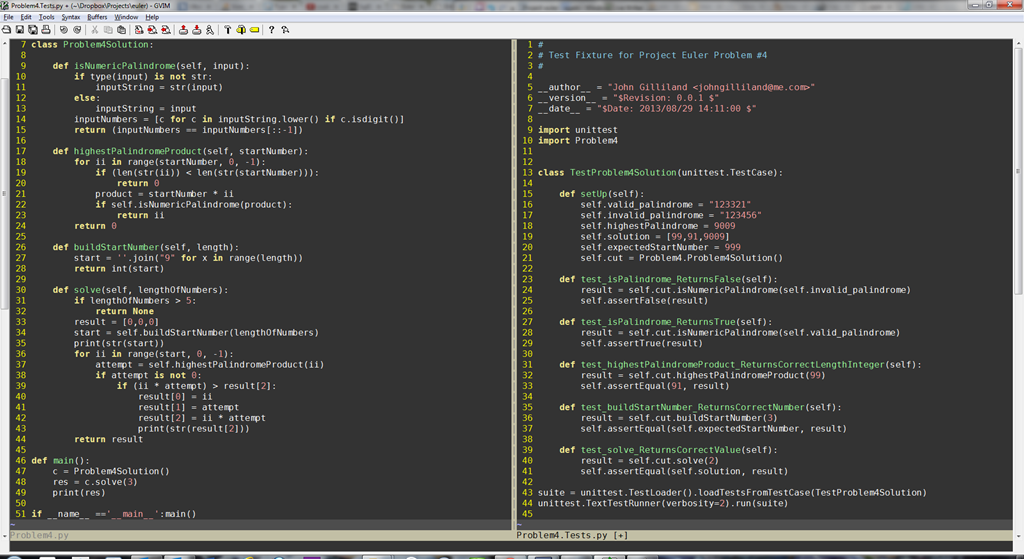 Problem4.Tests.py + (~\Dropbox\Projects\euler) - GVIM
File Edit Tools Syntax Buffers Window Help
7 class Problem4Solution:
8
9 def isNumericPalindrome(self, input):
10 if type(input) is not str:
11 inputString = str(input)
12 else:
13 inputString = input
14 inputNumbers = [c for c in inputString.lower() if c.isdigit()]
15 return (inputNumbers == inputNumbers[::-1])
16
17 def highestPalindromeProduct(self, startNumber):
18 for ii in range(startNumber, 0, -1):
19 if (len(str(ii)) < len(str(startNumber))):
20 return 0
21 product = startNumber * ii
22 if self.isNumericPalindrome(product):
23 return ii
24 return 0
25
26 def buildStartNumber(self, length):
27 start = ''.join("9" for x in range(length))
28 return int(start)
29
30 def solve(self, lengthOfNumbers):
31 if lengthOfNumbers > 5:
32 return None
33 result = [0,0,0]
34 start = self.buildStartNumber(lengthOfNumbers)
35 print(str(start))
36 for ii in range(start, 0, -1):
37 attempt = self.highestPalindromeProduct(ii)
38 if attempt is not 0:
39 if (ii * attempt) > result[2]:
40 result[0] = ii
41 result[1] = attempt
42 result[2] = ii * attempt
43 print(str(result[2]))
44 return result
45
46 def main():
47 c = Problem4Solution()
48 res = c.solve(3)
49 print(res)
50
51 if __name__ =='__main__':main()
~
Problem4.py
1 #
2 # Test Fixture for Project Euler Problem #4
3 #
4
5 __author__ = "John Gilliland <johngilliland@me.com>"
6 __version__ = "$Revision: 0.0.1 $"
7 __date__ = "$Date: 2013/08/29 14:11:00 $"
8
9 import unittest
10 import Problem4
11
12
13 class TestProblem4Solution(unittest.TestCase):
14
15 def setUp(self):
16 self.valid_palindrome = "123321"
17 self.invalid_palindrome = "123456"
18 self.highestPalindrome = 9009
19 self.solution = [99,91,9009]
20 self.expectedStartNumber = 999
21 self.cut = Problem4.Problem4Solution()
22
23 def test_isPalindrome_ReturnsFalse(self):
24 result = self.cut.isNumericPalindrome(self.invalid_palindrome)
25 self.assertFalse(result)
26
27 def test_isPalindrome_ReturnsTrue(self):
28 result = self.cut.isNumericPalindrome(self.valid_palindrome)
29 self.assertTrue(result)
30
31 def test_highestPalindromeProduct_ReturnsCorrectLengthInteger(self):
32 result = self.cut.highestPalindromeProduct(99)
33 self.assertEqual(91, result)
34
35 def test_buildStartNumber_ReturnsCorrectNumber(self):
36 result = self.cut.buildStartNumber(3)
37 self.assertEqual(self.expectedStartNumber, result)
38
39 def test_solve_ReturnsCorrectValue(self):
40 result = self.cut.solve(2)
41 self.assertEqual(self.solution, result)
42
43 suite = unittest.TestLoader().loadTestsFromTestCase(TestProblem4Solution)
44 unittest.TextTestRunner(verbosity=2).run(suite)
45
~
Problem4.Tests.py [+]